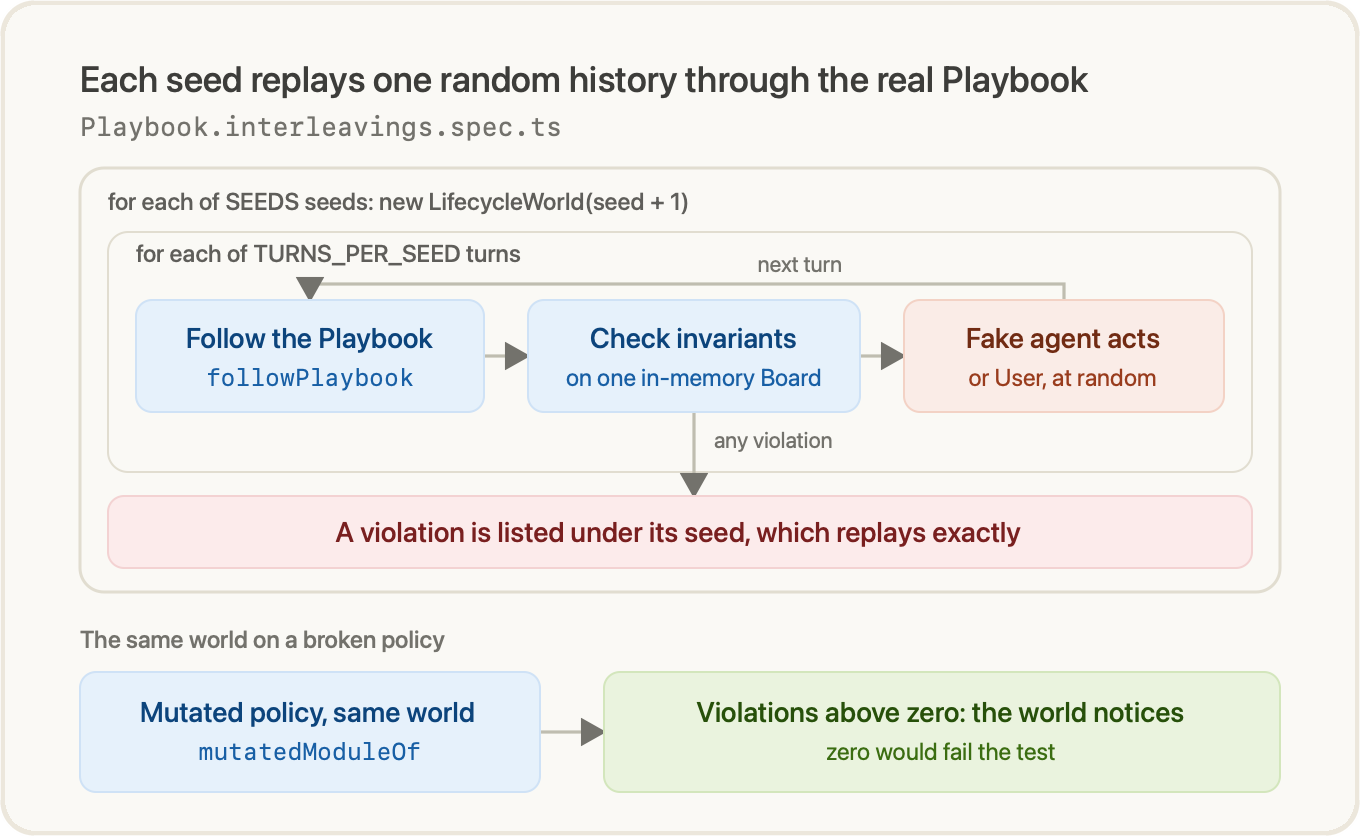 Each seed replays one random history through the real Playbook
Playbook.interleavings.spec.ts
for each of SEEDS seeds: new LifecycleWorld(seed + 1)
for each of TURNS_PER_SEED turns
next turn
Follow the Playbook
followPlaybook
Check invariants
on one in-memory Board
Fake agent acts
or User, at random
any violation
A violation is listed under its seed, which replays exactly
The same world on a broken policy
Mutated policy, same world
mutatedModuleOf
Violations above zero: the world notices
zero would fail the test